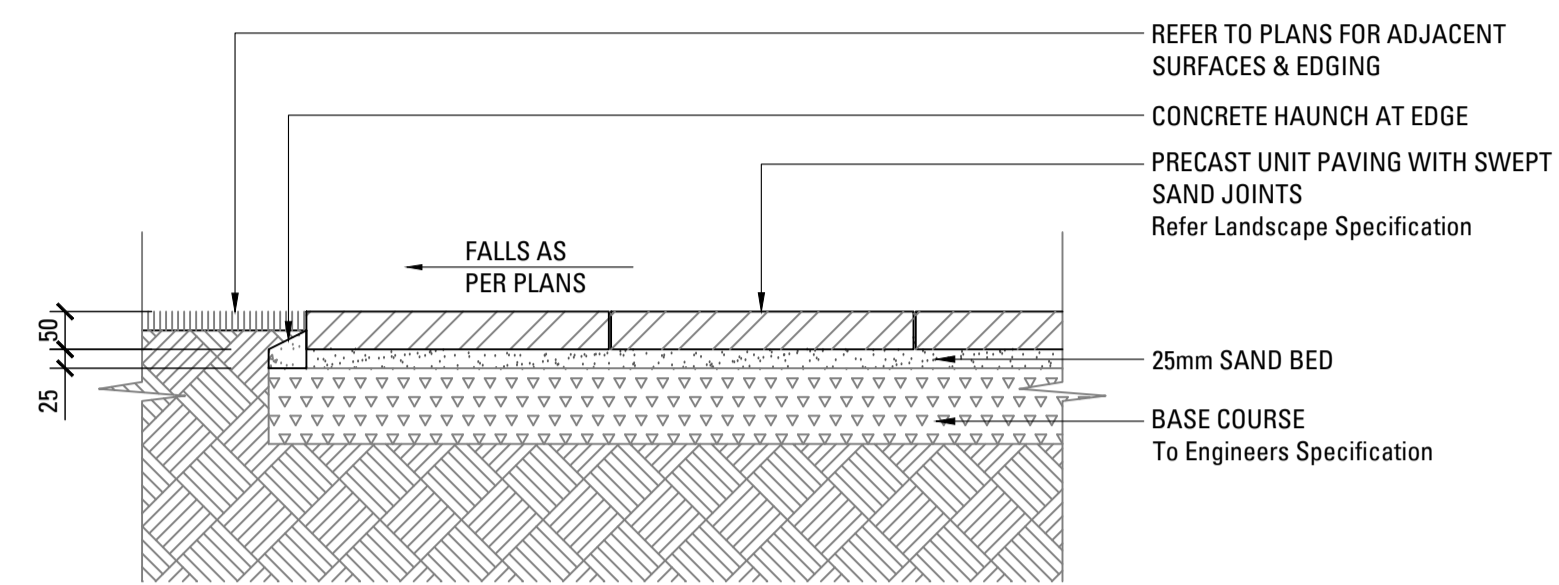 REFER TO PLANS FOR ADJACENT
SURFACES & EDGING
CONCRETE HAUNCH AT EDGE
PRECAST UNIT PAVING WITH SWEPT
SAND JOINTS
Refer Landscape Specification
FALLS AS
PER PLANS
50
25
25mm SAND BED
BASE COURSE
To Engineers Specification